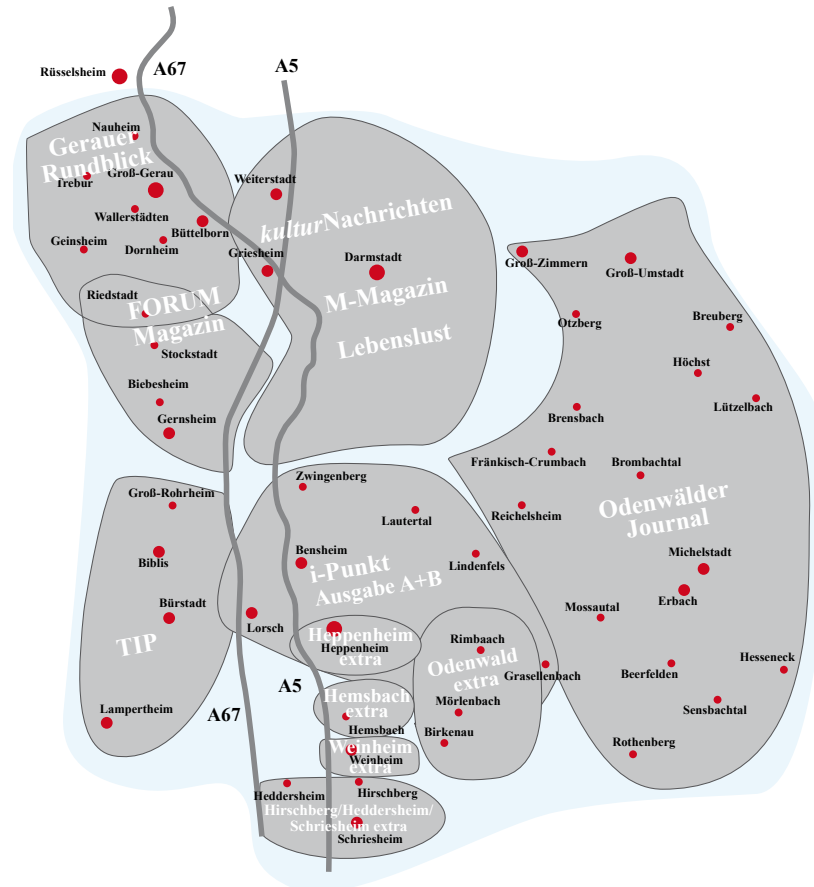 A67
A5
Rüsselsheim
Nauheim
Gerauer
Rundblick
Trebur
Groß-Gerau
Wallerstädten
Büttelborn
Geinsheim
Dornheim
Weiterstadt
kulturNachrichten
Griesheim
Darmstadt
M-Magazin
Lebenslust
Riedstadt
FORUM
Magazin
Stockstadt
Biebesheim
Gernsheim
Groß-Zimmern
Groß-Umstadt
Otzberg
Breuberg
Höchst
Lützelbach
Brensbach
Fränkisch-Crumbach
Brombachtal
Reichelsheim
Odenwälder
Journal
Michelstadt
Erbach
Mossautal
Beerfelden
Hesseneck
Sensbachtal
Rothenberg
Zwingenberg
Lautertal
Bensheim
Lindenfels
i-Punkt
Ausgabe A+B
Lorsch
Heppenheim
extra
Heppenheim
Groß-Rohrheim
Biblis
Bürstadt
TIP
Lampertheim
Rimbaach
Odenwald
extra
Grasellenbach
Mörlenbach
Birkenau
A5
A67
Hemsbach
extra
Hemsbach
Weinheim
extra
Weinheim
Heddersheim
Hirschberg
Hirschberg/Heddersheim/
Schriesheim extra
Schriesheim